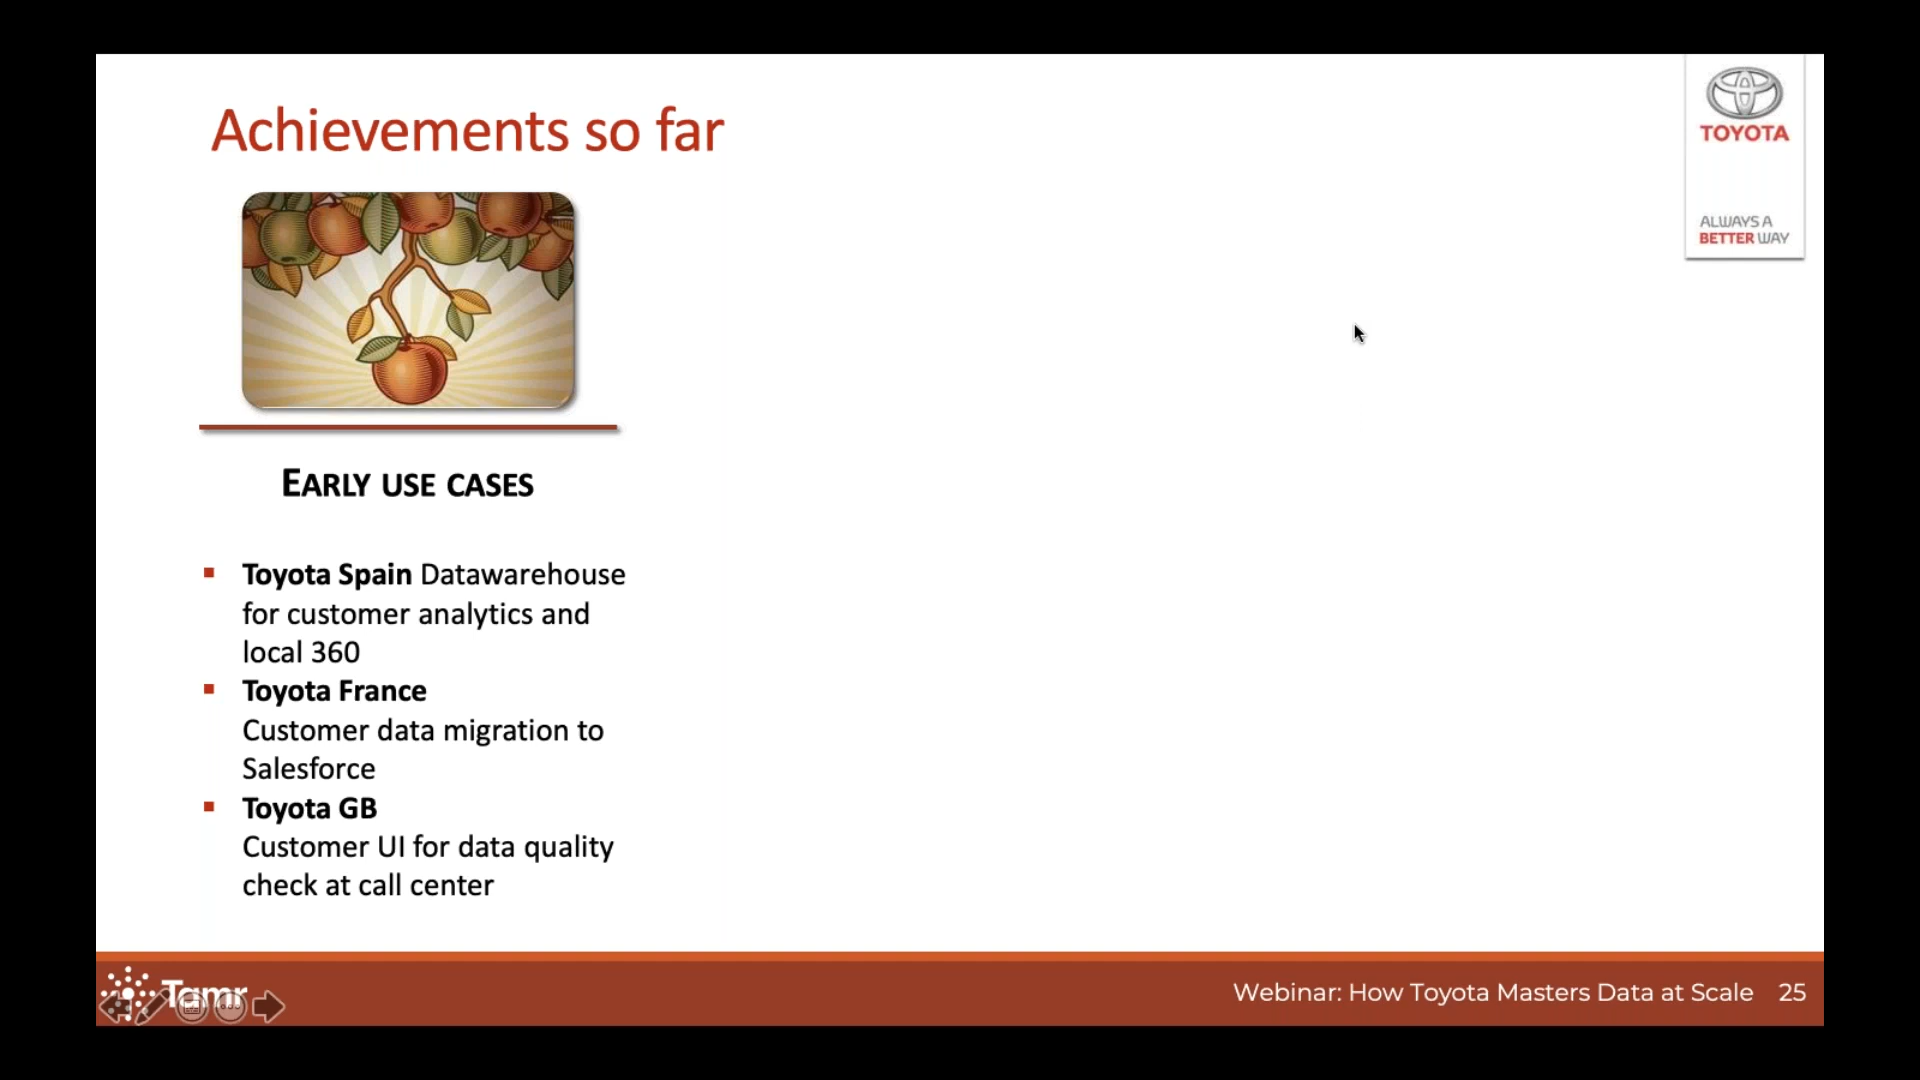 Achievements so far
TOYOTA
ALWAYS A
BETTER WAY
EARLY USE CASES
Toyota Spain Datawarehouse
for customer analytics and
local 360
Toyota France
Customer data migration to
Salesforce
Toyota GB
Customer UI for data quality
check at call center
Tamr
Webinar: How Toyota Masters Data at Scale 25